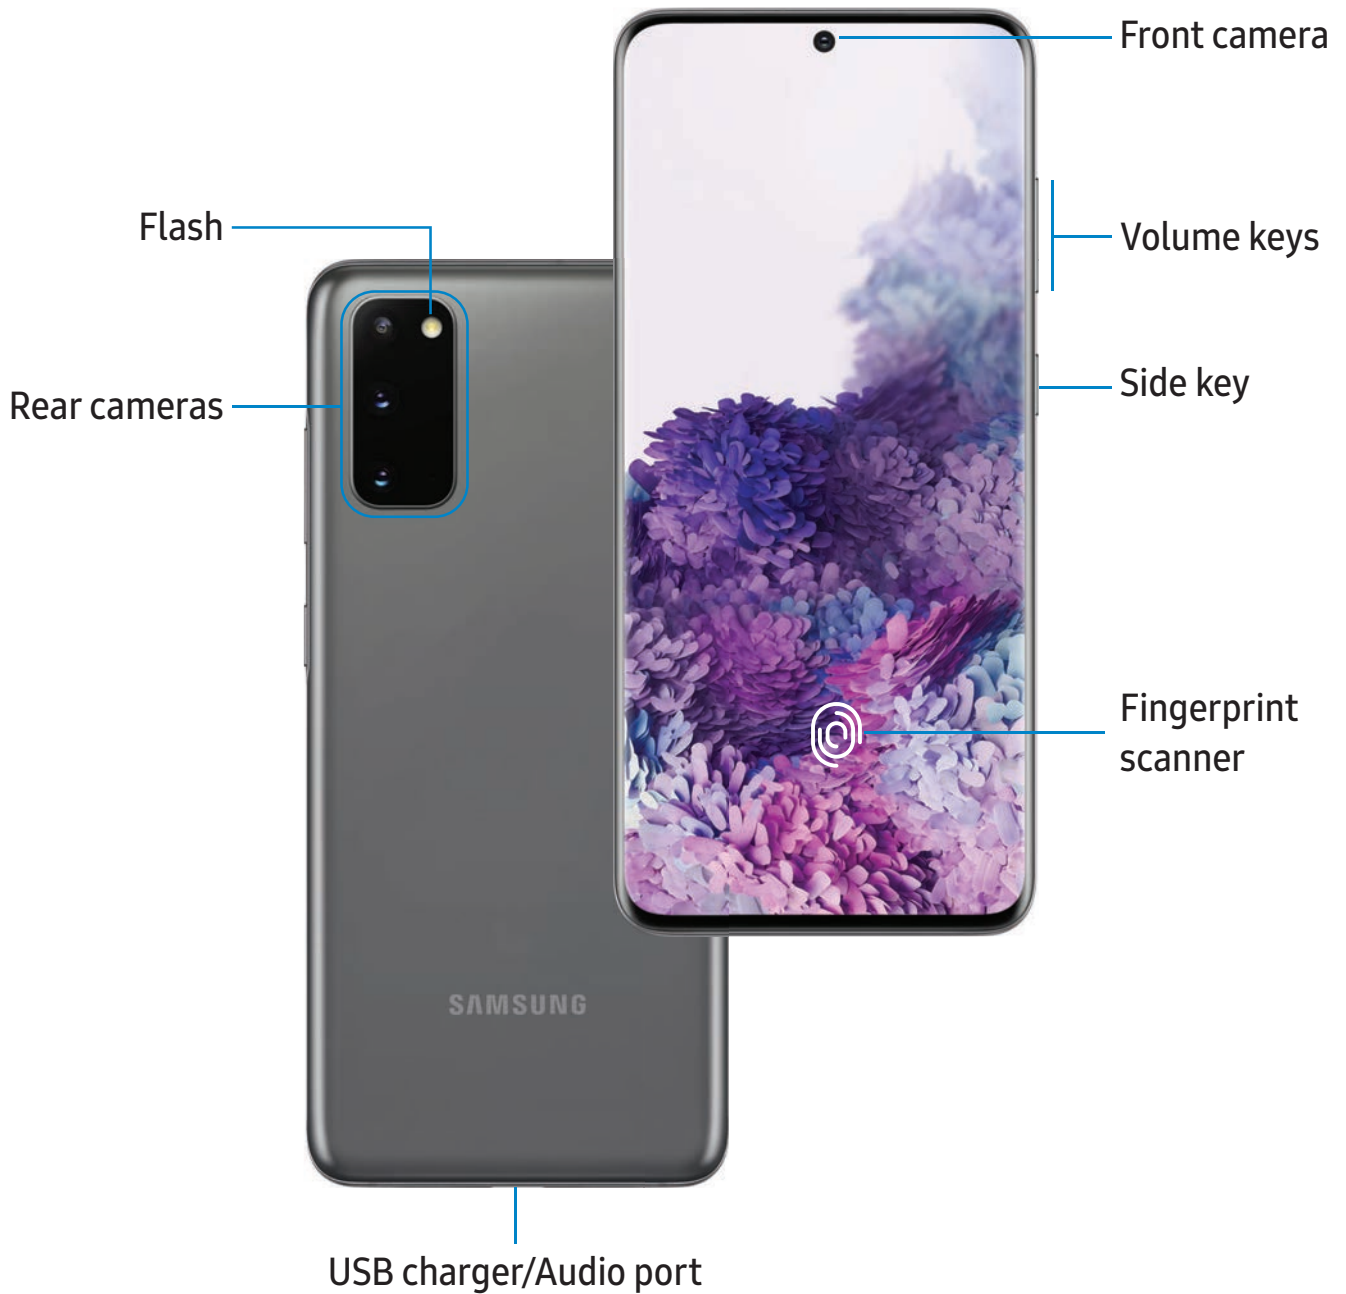 Front camera
Flash
Volume keys
Side key
Rear cameras
Fingerprint
scanner
SAMSUNG
USB charger/Audio port